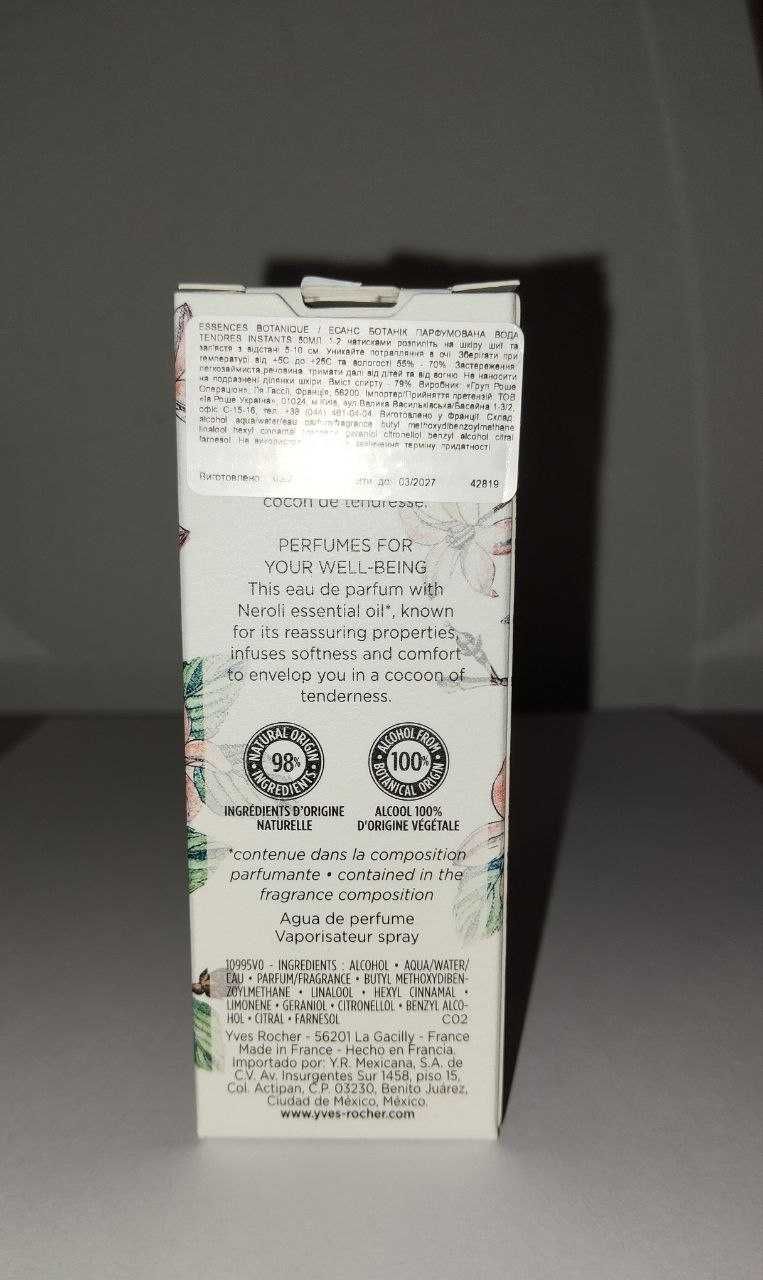 ESSENCES BOTANIQUE / ЕСАНС БОТАНІК ПАРФУМОВАНА ВОДА
TENDRES INSTANTS 50МЛ 1-2 натисками розпиліть на шкіру шиї та
зап'ястя з відстані 5-10 см. Уникайте потрапляння в очі Зберігати при
температурі від +5С до +25С та вологості 55% - 70% Застереження:
легкозаймиста речовина тримати далі від дітей та від вогню. Не наносити
на подразнені ділянки шкіри. Вміст спирту - 79% Виробник: «Груп Роше
Операціон», Ля Гассії, Франція, 56200. Імпортер/Прийняття претензій: ТОВ
«Ів Роше Україна», 01024, м.Київ, вул.Велика Васильківська/Басейна 1-3/2,
офіс С-15-16, тел. +38 (044) 461-04-04. Виготовлено у Франції Склад:
alcohol aqua/water/eau parfum/fragrance butyl methoxydibenzoylmethane
linalool hexyl cinnamal geraniol citronellol benzyl alcohol citral
farnesol. Не закінчення терміну придатності
Виготовлено до: 03/2027 42819
cocon de tendresse.
PERFUMES FOR
YOUR WELL-BEING
This eau de parfum with
Neroli essential oil*, known
for its reassuring properties,
infuses softness and comfort
to envelop you in a cocoon of
tenderness.
NATURAL ORIGIN 98% INGREDIENTS
ALCOHOL FROM 100% BOTANICAL ORIGIN
INGRÉDIENTS D'ORIGINE NATURELLE
ALCOOL 100% D'ORIGINE VÉGÉTALE
*contenue dans la composition
parfumante • contained in the
fragrance composition
Agua de perfume
Vaporisateur spray
10995V0 - INGREDIENTS : ALCOHOL • AQUA/WATER/
EAU • PARFUM/FRAGRANCE • BUTYL METHOXYDIBEN-
ZOYLMETHANE • LINALOOL • HEXYL CINNAMAL •
LIMONENE • GERANIOL • CITRONELLOL • BENZYL ALCO-
HOL • CITRAL • FARNESOL CO2
Yves Rocher - 56201 La Gacilly - France
Made in France - Hecho en Francia.
Importado por: Y.R. Mexicana, S.A. de
C.V. Av. Insurgentes Sur 1458, piso 15,
Col. Actipan, C.P. 03230, Benito Juárez,
Ciudad de México, México.
www.yves-rocher.com